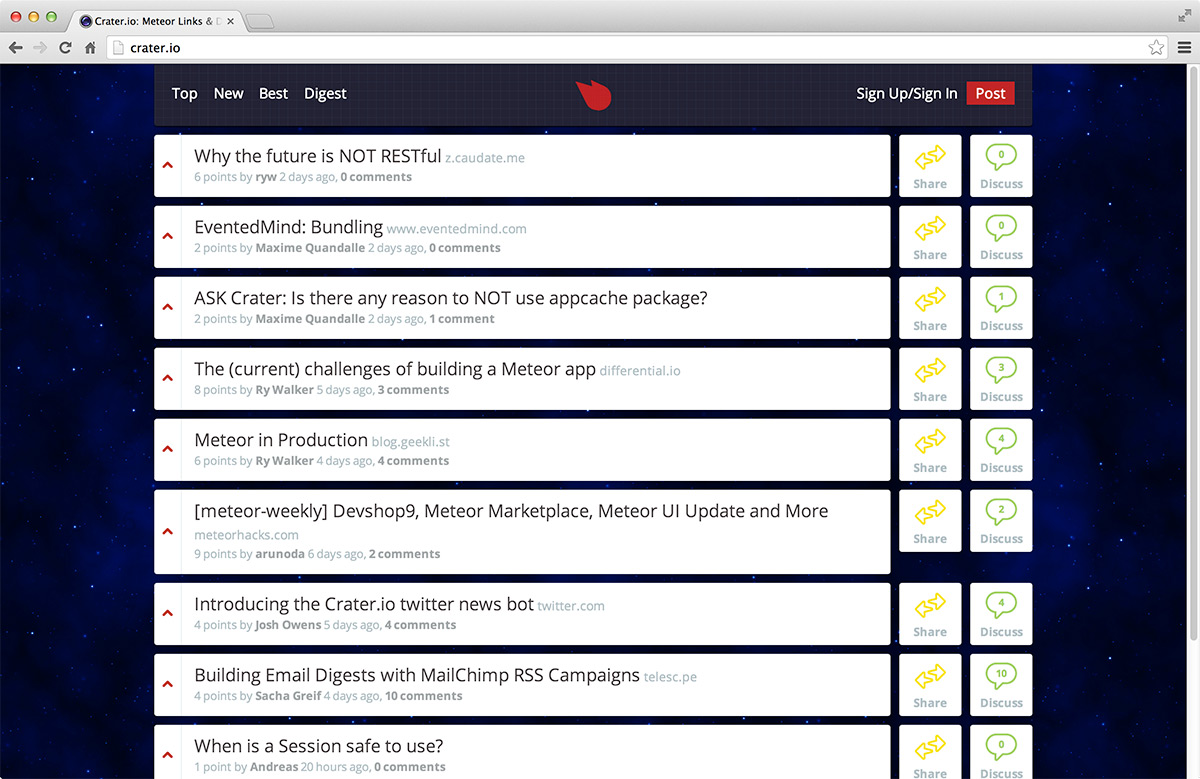 Crater.io: Meteor Links & D
crater.io
Top New Best Digest
Sign Up/Sign In Post
Why the future is NOT RESTful z.caudate.me
6 points by ryw 2 days ago, 0 comments
Share
0
Discuss
EventedMind: Bundling www.eventedmind.com
2 points by Maxime Quandalle 2 days ago, 0 comments
Share
0
Discuss
ASK Crater: Is there any reason to NOT use appcache package?
2 points by Maxime Quandalle 2 days ago, 1 comment
Share
1
Discuss
The (current) challenges of building a Meteor app differential.io
8 points by Ry Walker 5 days ago, 3 comments
Share
3
Discuss
Meteor in Production blog.geekli.st
6 points by Ry Walker 4 days ago, 4 comments
Share
4
Discuss
[meteor-weekly] Devshop9, Meteor Marketplace, Meteor UI Update and More
meteorhacks.com
9 points by arunoda 6 days ago, 2 comments
Share
2
Discuss
Introducing the Crater.io twitter news bot twitter.com
4 points by Josh Owens 5 days ago, 4 comments
Share
4
Discuss
Building Email Digests with MailChimp RSS Campaigns telesc.pe
4 points by Sacha Greif 4 days ago, 10 comments
Share
10
Discuss
When is a Session safe to use?
1 point by Andreas 20 hours ago, 0 comments
Share
0
Discuss